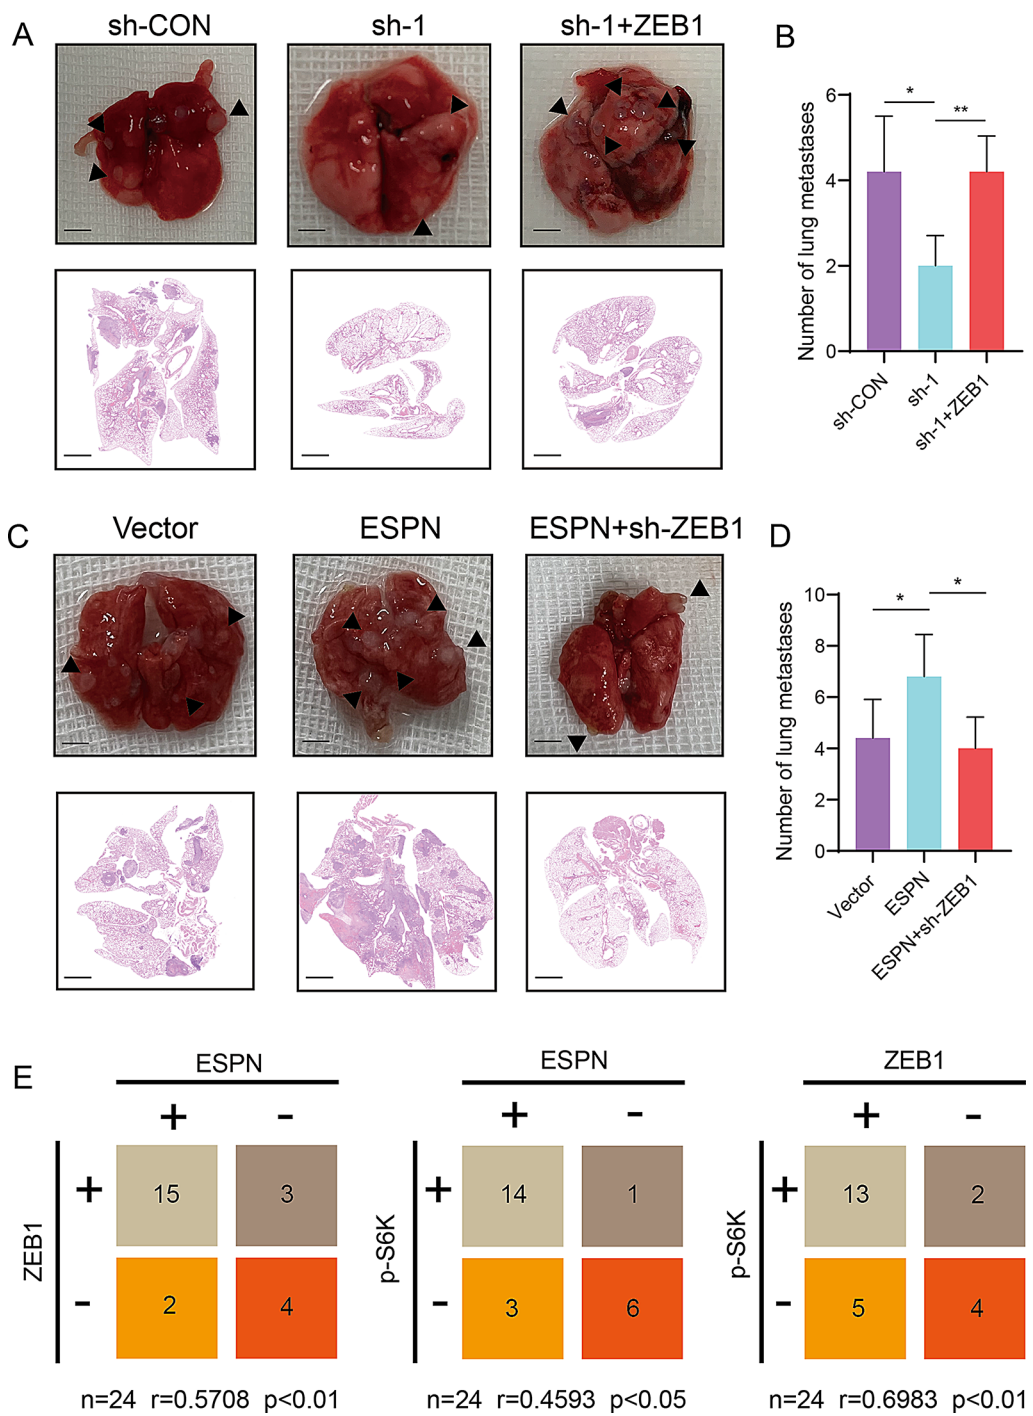 A
sh-CON
sh-1
sh-1+ZEB1
B
Number of lung metastases
6
4
2
0
*
**
sh-CON
sh-1
sh-1+ZEB1
C
Vector
ESPN
ESPN+sh-ZEB1
D
Number of lung metastases
10
8
6
4
2
0
*
*
Vector
ESPN
ESPN+sh-ZEB1
E
ESPN
+ -
ZEB1
+ 15 3
- 2 4
n=24 r=0.5708 p<0.01
ESPN
+ -
p-S6K
+ 14 1
- 3 6
n=24 r=0.4593 p<0.05
ZEB1
+ -
p-S6K
+ 13 2
- 5 4
n=24 r=0.6983 p<0.01